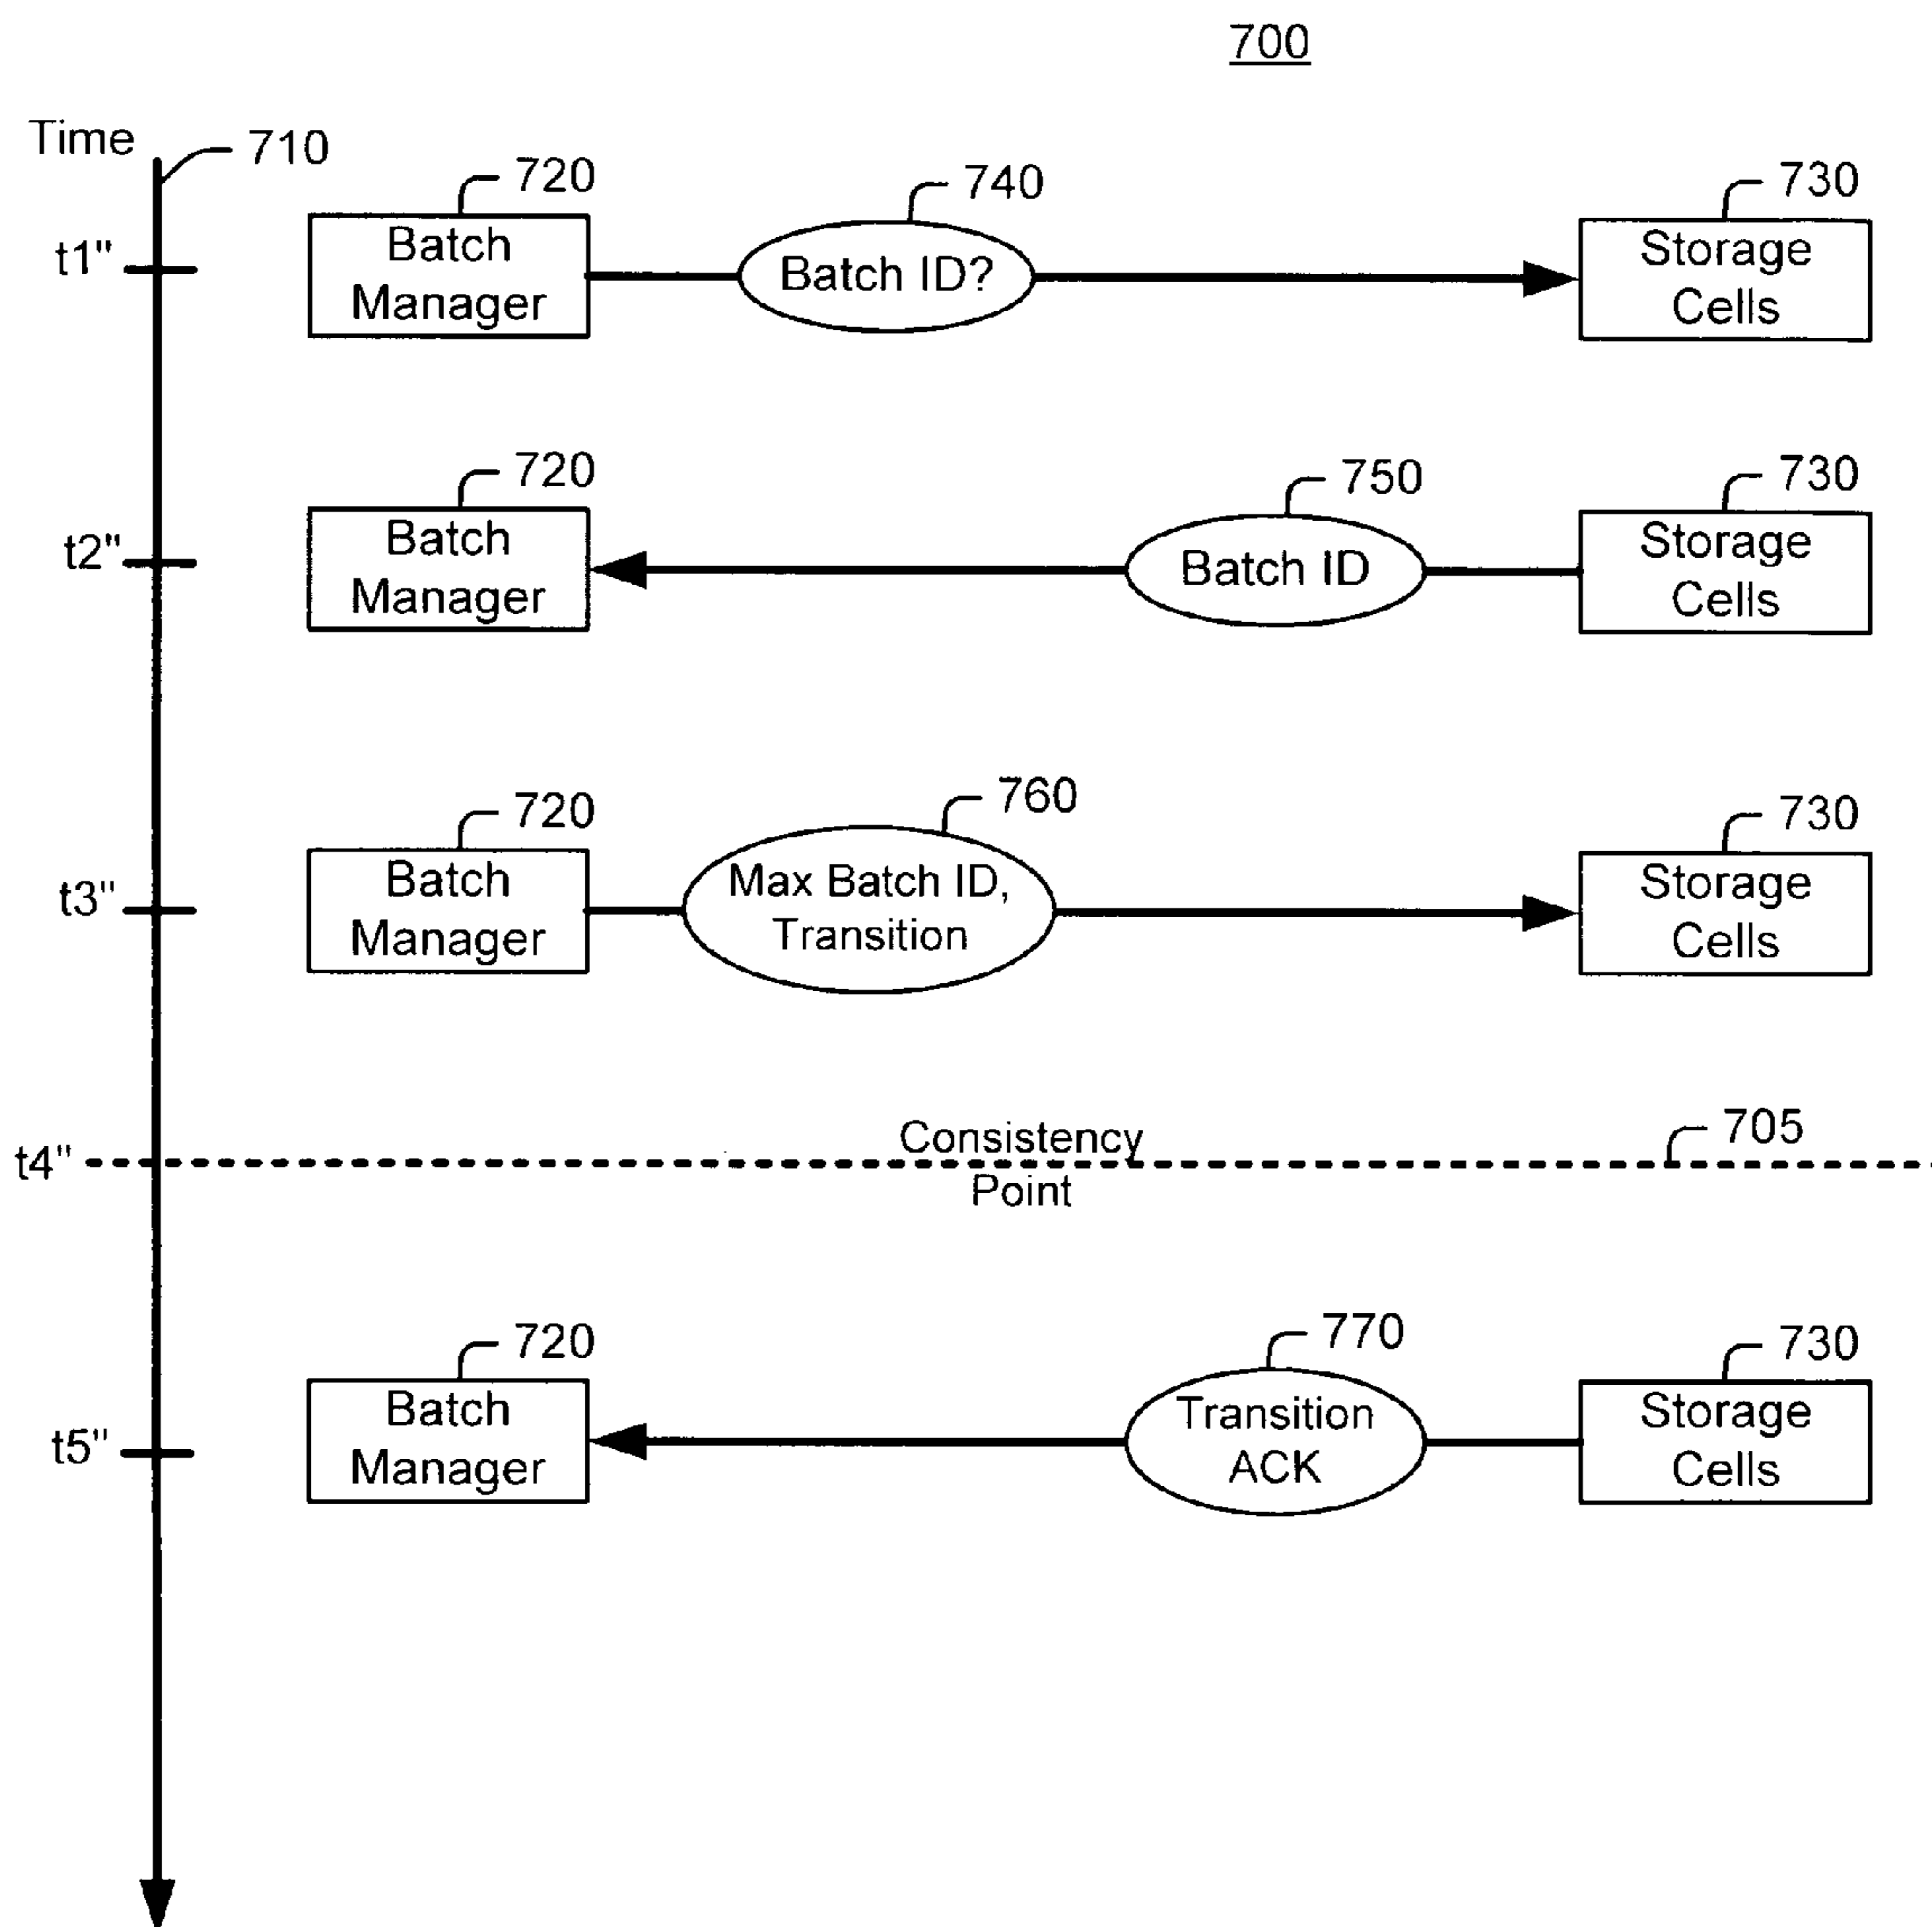 700
Time
710
720
740
730
t1"
Batch
Manager
Batch ID?
Storage
Cells
720
750
730
t2"
Batch
Manager
Batch ID
Storage
Cells
720
760
730
t3"
Batch
Manager
Max Batch ID,
Transition
Storage
Cells
t4"
Consistency
Point
705
720
770
730
t5"
Batch
Manager
Transition
ACK
Storage
Cells